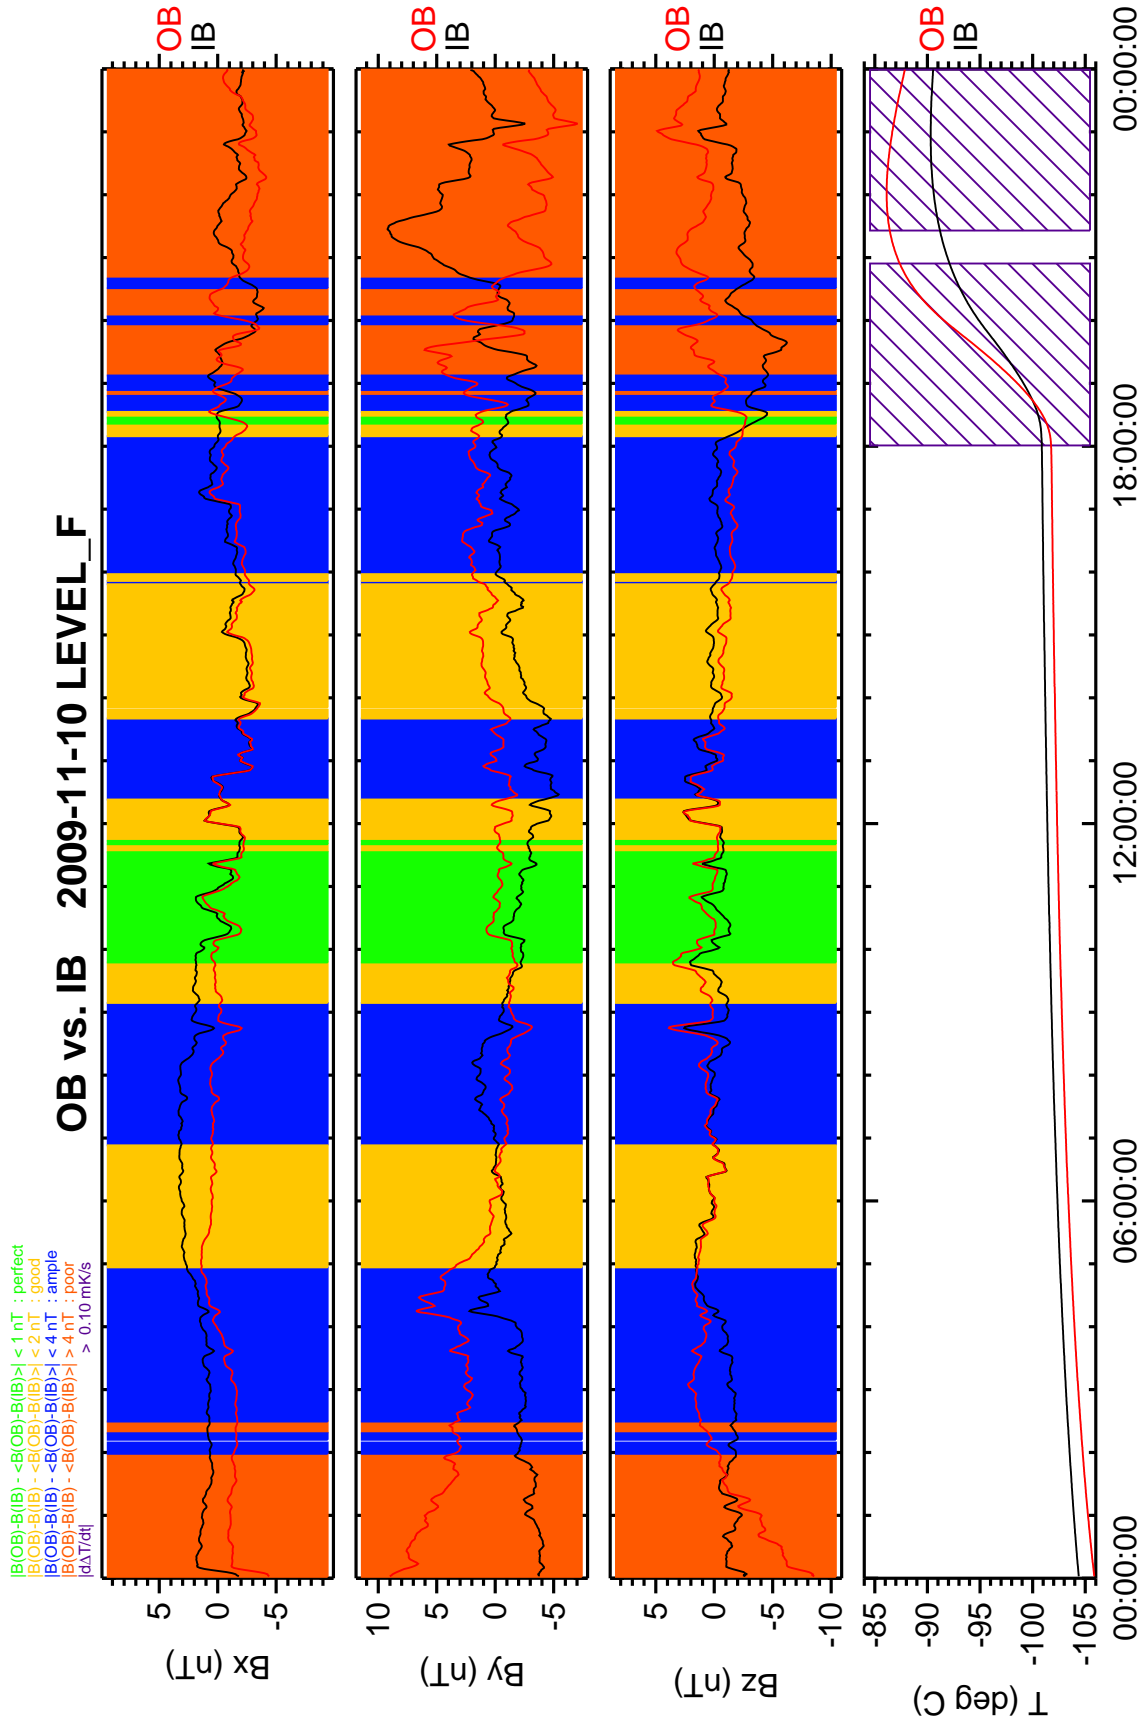 OB vs. IB    2009-11-10 LEVEL_F
|B(OB)-B(IB) - <B(OB)-B(IB)>| < 1 nT : perfect
|B(OB)-B(IB) - <B(OB)-B(IB)>| < 2 nT : good
|B(OB)-B(IB) - <B(OB)-B(IB)>| < 4 nT : ample
|B(OB)-B(IB) - <B(OB)-B(IB)>| > 4 nT : poor
|dΔT/dt| > 0.10 mK/s
Bx (nT)
5
0
-5
OB
IB
By (nT)
10
5
0
-5
OB
IB
Bz (nT)
5
0
-5
-10
OB
IB
T (deg C)
-85
-90
-95
-100
-105
OB
IB
00:00:00
06:00:00
12:00:00
18:00:00
00:00:00